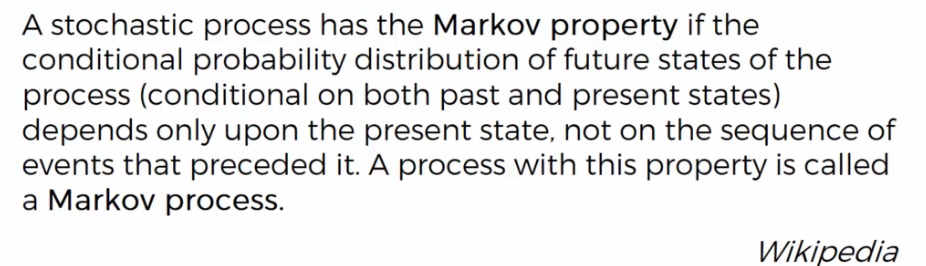 A stochastic process has the Markov property if the
conditional probability distribution of future states of the
process (conditional on both past and present states)
depends only upon the present state, not on the sequence of
events that preceded it. A process with this property is called
a Markov process.
Wikipedia